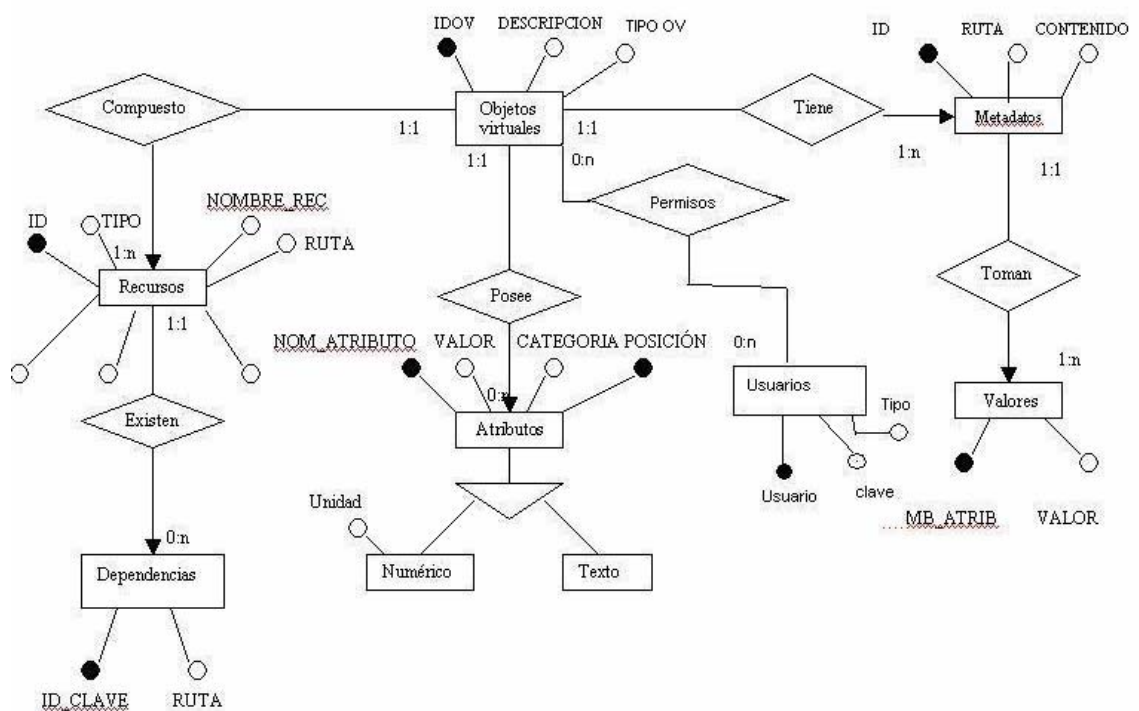 IDOV
DESCRIPCION
TIPO OV
ID
RUTA
CONTENIDO
Compuesto
Objetos
virtuales
Tiene
Metadatos
1:1
1:1
1:1
0:n
1:n
1:1
Permisos
NOMBRE_REC
ID
TIPO
RUTA
1:n
Recursos
1:1
Posee
Toman
NOM_ATRIBUTO
VALOR
CATEGORIA
POSICIÓN
0:n
0:n
1:n
Existen
Atributos
Usuarios
Valores
Tipo
Unidad
Usuario
clave
MB_ATRIB
VALOR
0:n
Dependencias
Numérico
Texto
ID_CLAVE
RUTA